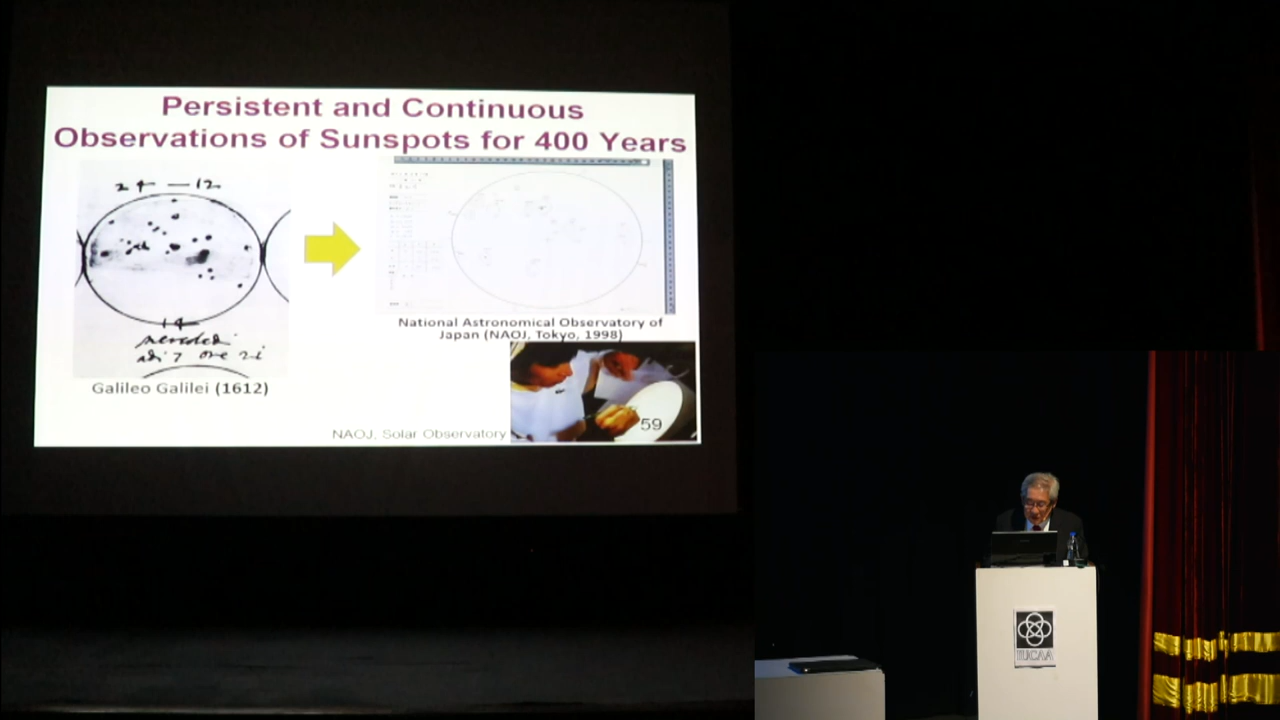 Persistent and Continuous
Observations of Sunspots for 400 Years
Galileo Galilei (1612)
National Astronomical Observatory of
Japan (NAOJ, Tokyo, 1998)
NAOJ, Solar Observatory
59
IUCAA